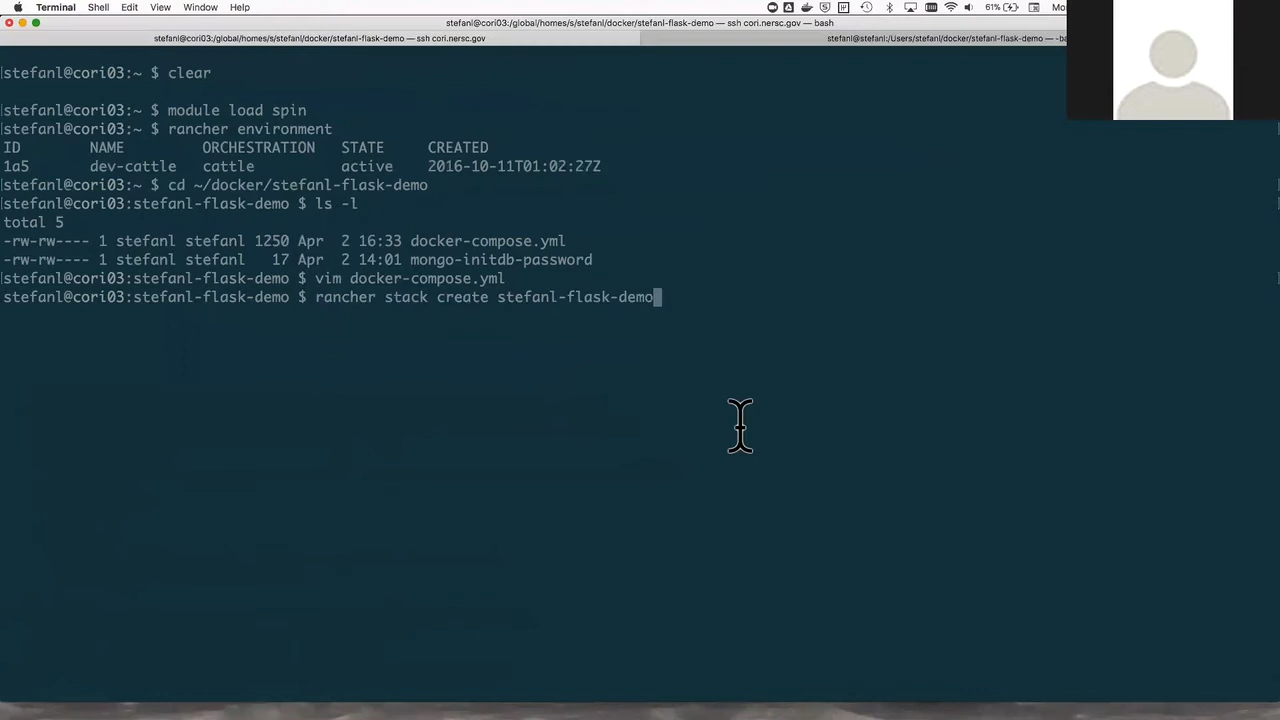 Terminal Shell Edit View Window Help 61% Mo
stefanl@cori03:/global/homes/s/stefanl/docker/stefanl-flask-demo — ssh cori.nersc.gov — bash
stefanl@cori03:/global/homes/s/stefanl/docker/stefanl-flask-demo — ssh cori.nersc.gov
stefanl@stefanl:/Users/stefanl/docker/stefanl-flask-demo — -b
[stefanl@cori03:~ $ clear
[stefanl@cori03:~ $ module load spin
[stefanl@cori03:~ $ rancher environment
ID NAME ORCHESTRATION STATE CREATED
1a5 dev-cattle cattle active 2016-10-11T01:02:27Z
[stefanl@cori03:~ $ cd ~/docker/stefanl-flask-demo
[stefanl@cori03:stefanl-flask-demo $ ls -l
total 5
-rw-rw---- 1 stefanl stefanl 1250 Apr 2 16:33 docker-compose.yml
-rw-rw---- 1 stefanl stefanl 17 Apr 2 14:01 mongo-initdb-password
[stefanl@cori03:stefanl-flask-demo $ vim docker-compose.yml
stefanl@cori03:stefanl-flask-demo $ rancher stack create stefanl-flask-demo